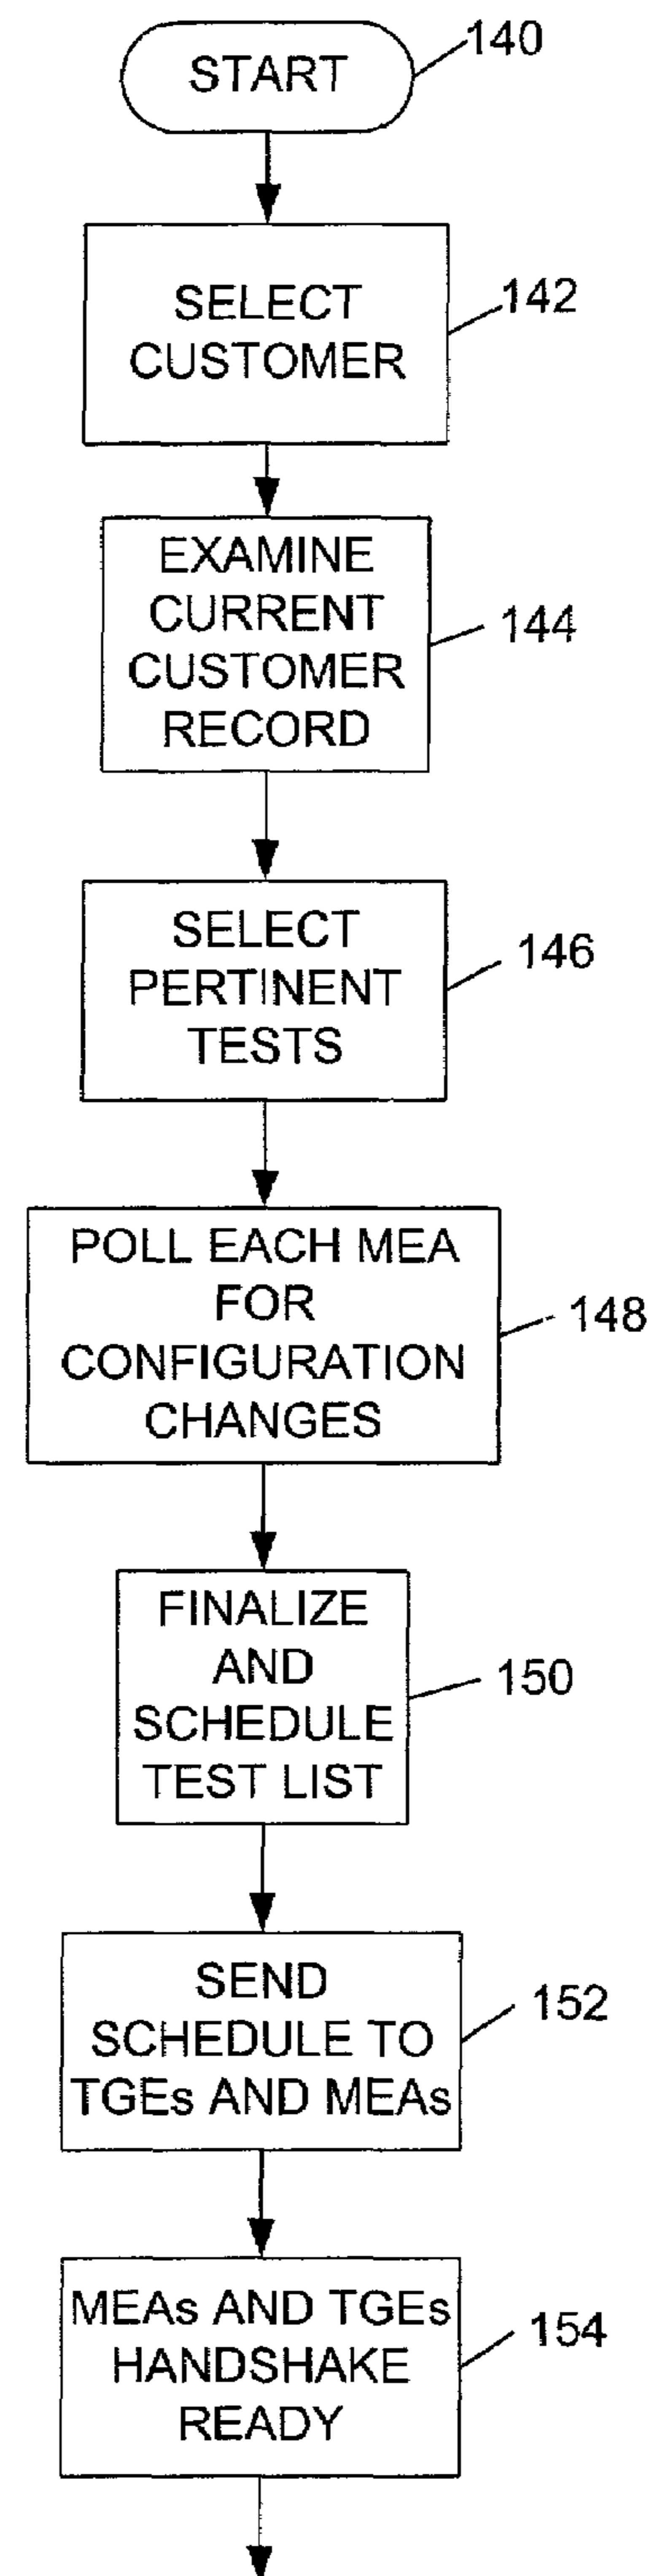 START
140
SELECT
CUSTOMER
142
EXAMINE
CURRENT
CUSTOMER
RECORD
144
SELECT
PERTINENT
TESTS
146
POLL EACH MEA
FOR
CONFIGURATION
CHANGES
148
FINALIZE
AND
SCHEDULE
TEST LIST
150
SEND
SCHEDULE TO
TGEs AND MEAs
152
MEAs AND TGEs
HANDSHAKE
READY
154